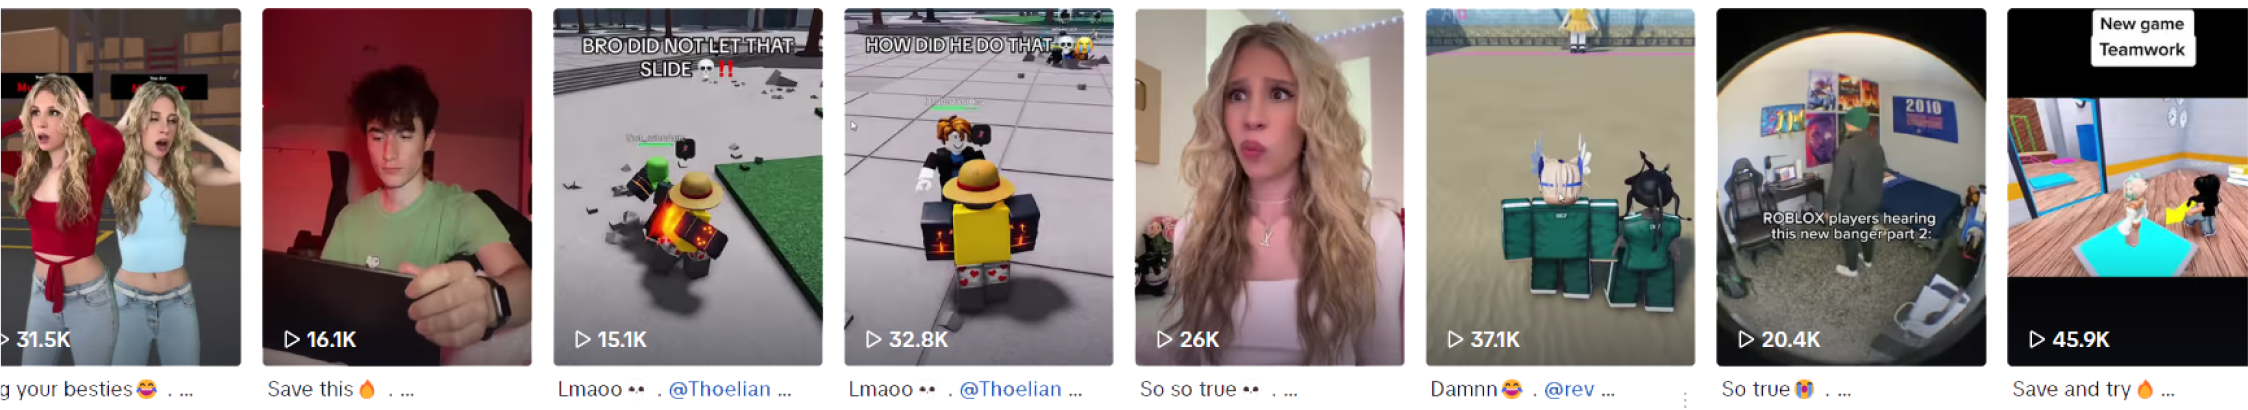 BRO DID NOT LET THAT
SLIDE 💀‼️
HOW DID HE DO THAT 💀😭
2010
ROBLOX players hearing
this new banger part 2:
New game
Teamwork
31.5K
16.1K
15.1K
32.8K
26K
37.1K
20.4K
45.9K
g your besties😂 . ...
Save this🔥 . ...
Lmaoo 👀 . @Thoelian ...
Lmaoo 👀 . @Thoelian ...
So so true 👀 . ...
Damnn😂 . @rev ...
So true😭 . ...
Save and try🔥 ...